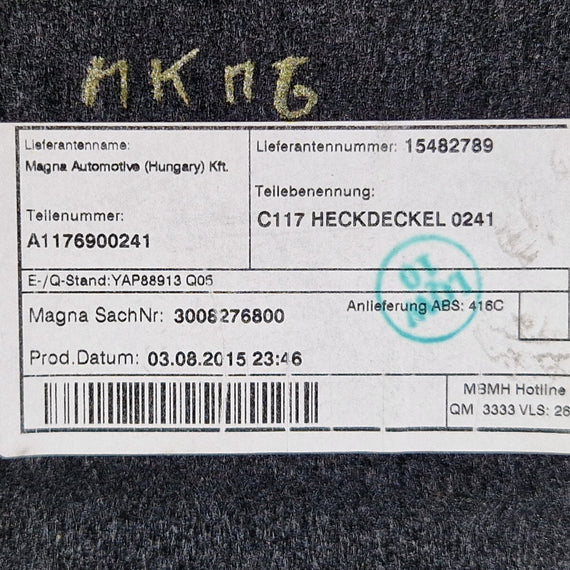 МКПБ
Lieferantenname:
Magna Automotive (Hungary) Kft.
Lieferantennummer: 15482789
Teilenummer:
A1176900241
Teilebenennung:
C117 HECKDECKEL 0241
E-/Q-Stand:YAP88913 Q05
Magna SachNr: 3008276800
Anlieferung ABS: 416C
Prod.Datum: 03.08.2015 23:46
MBMH Hotline
QM 3333 VLS: 26